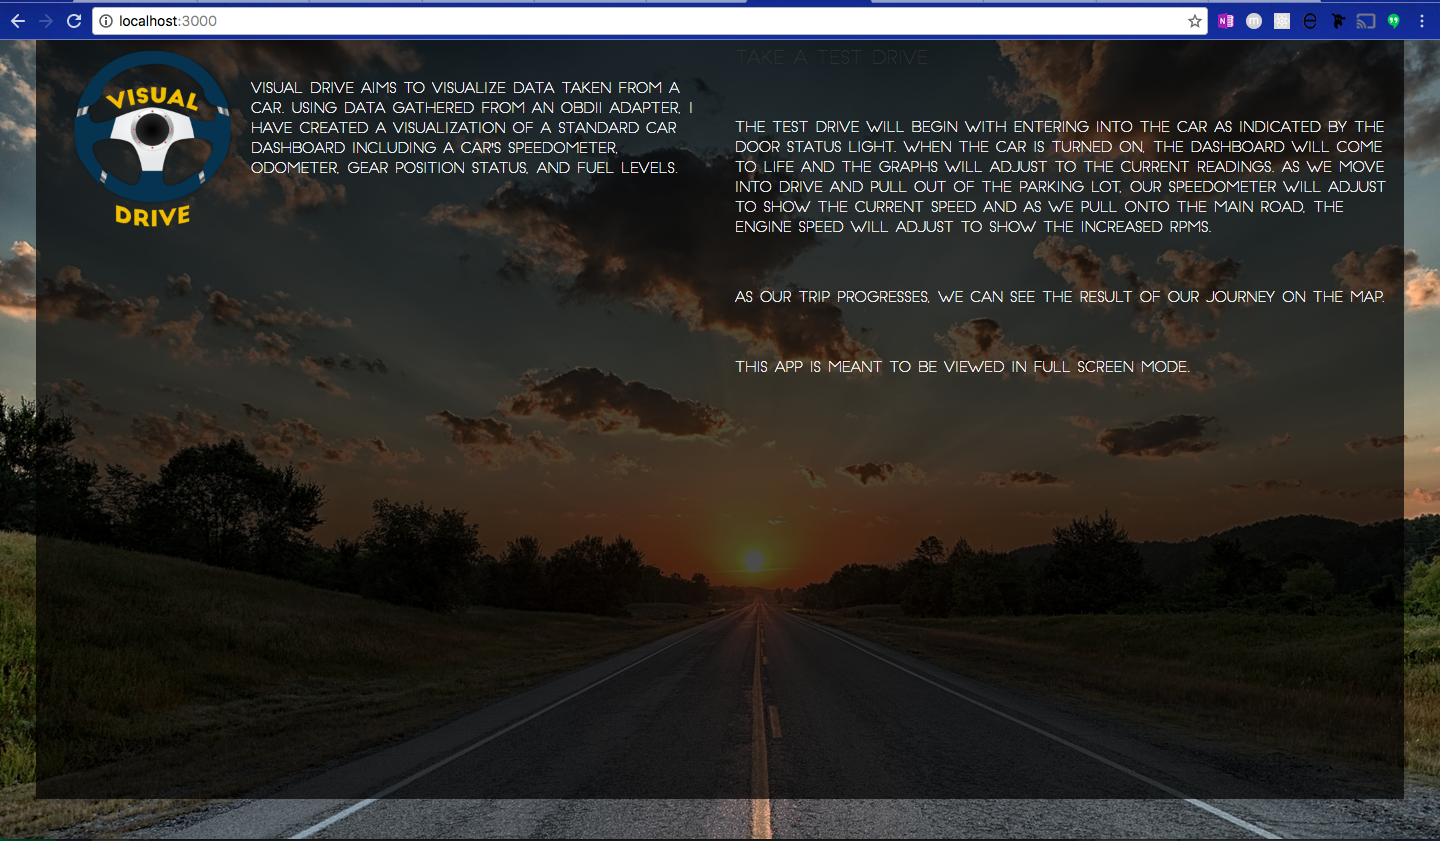 localhost:3000
VISUAL
DRIVE
VISUAL DRIVE AIMS TO VISUALIZE DATA TAKEN FROM A
CAR. USING DATA GATHERED FROM AN OBDII ADAPTER, I
HAVE CREATED A VISUALIZATION OF A STANDARD CAR
DASHBOARD INCLUDING A CAR'S SPEEDOMETER,
ODOMETER, GEAR POSITION STATUS, AND FUEL LEVELS.
TAKE A TEST DRIVE
THE TEST DRIVE WILL BEGIN WITH ENTERING INTO THE CAR AS INDICATED BY THE
DOOR STATUS LIGHT. WHEN THE CAR IS TURNED ON, THE DASHBOARD WILL COME
TO LIFE AND THE GRAPHS WILL ADJUST TO THE CURRENT READINGS. AS WE MOVE
INTO DRIVE AND PULL OUT OF THE PARKING LOT, OUR SPEEDOMETER WILL ADJUST
TO SHOW THE CURRENT SPEED AND AS WE PULL ONTO THE MAIN ROAD, THE
ENGINE SPEED WILL ADJUST TO SHOW THE INCREASED RPMS.
AS OUR TRIP PROGRESSES, WE CAN SEE THE RESULT OF OUR JOURNEY ON THE MAP.
THIS APP IS MEANT TO BE VIEWED IN FULL SCREEN MODE.